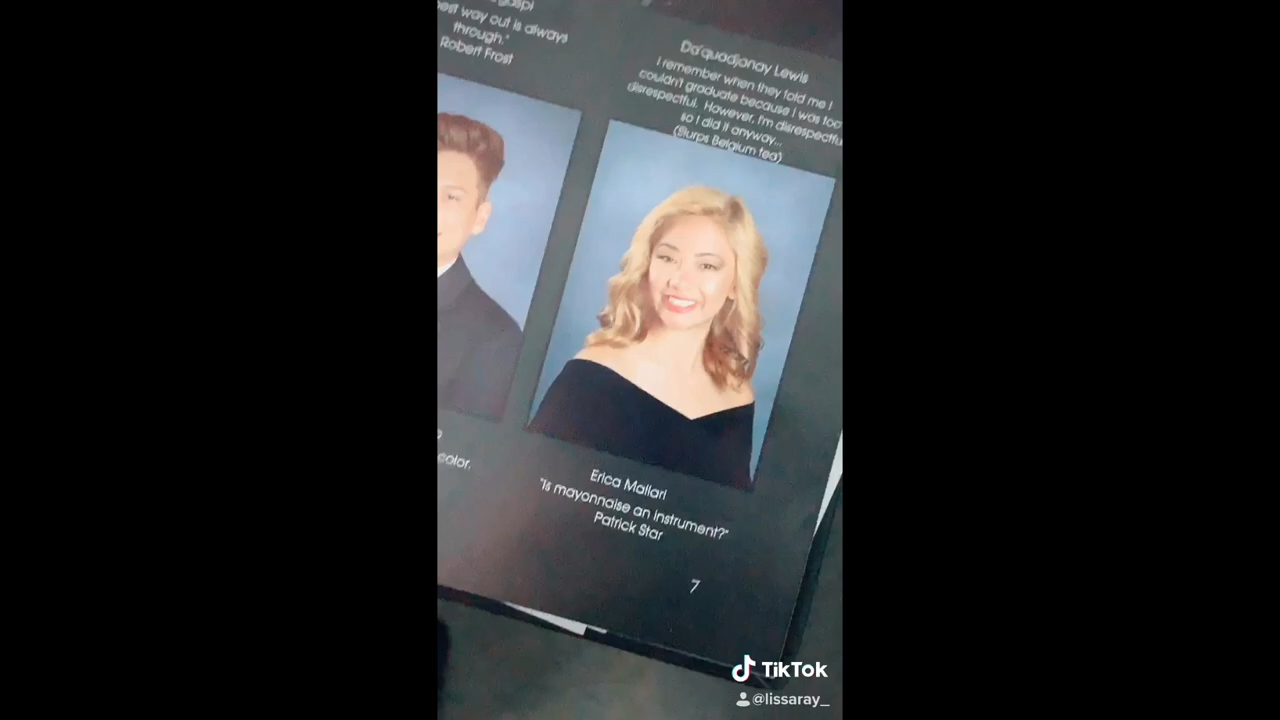 best way out is always
through."
Robert Frost
Da'quadjonay Lewis
I remember when they told me I
couldn't graduate because I was too
disrespectful. However, I'm disrespectful
so I did it anyway...
(Slurps Belgium tea)
color.
Erica Mallari
"Is mayonnaise an instrument?"
Patrick Star
7
TikTok
@lissaray_